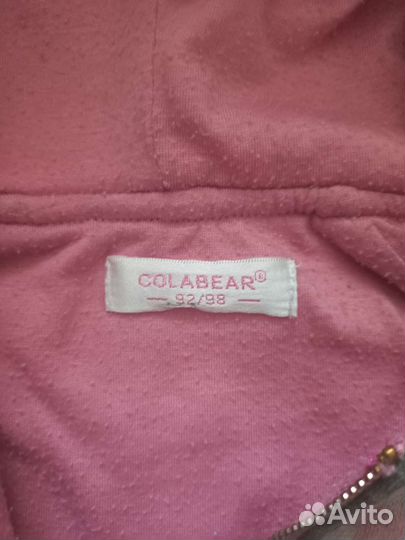 COLABEAR®
— 92/98 —
Avito